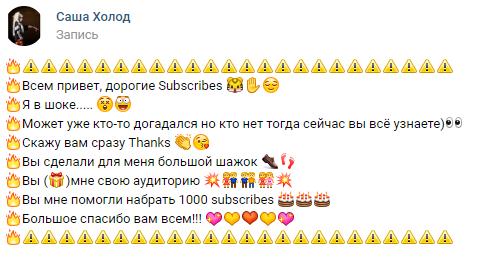 Саша Холод
Запись
Всем привет, дорогие Subscribes
Я в шоке.....
Может уже кто-то догадался но кто нет тогда сейчас вы всё узнаете)
Скажу вам сразу Thanks
Вы сделали для меня большой шажок
Вы (🎁)мне свою аудиторию
Вы мне помогли набрать 1000 subscribes
Большое спасибо вам всем!!!